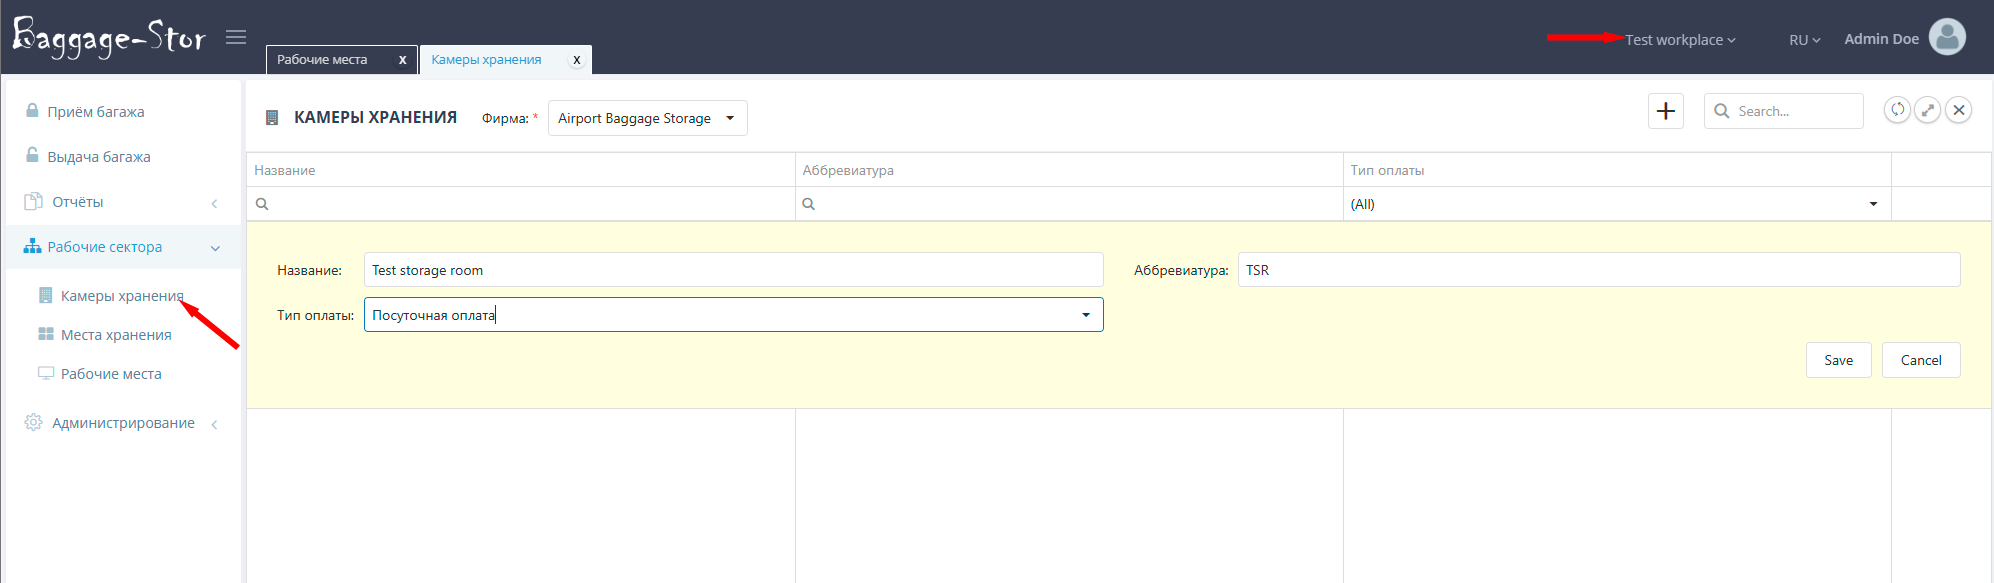 Baggage-Stor
Рабочие места x
Камеры хранения x
Test workplace
RU
Admin Doe
Приём багажа
Выдача багажа
Отчёты
Рабочие сектора
Камеры хранения
Места хранения
Рабочие места
Администрирование
КАМЕРЫ ХРАНЕНИЯ Фирма: * Airport Baggage Storage
Search...
Название Аббревиатура Тип оплаты
(All)
Название: Test storage room Аббревиатура: TSR
Тип оплаты: Посуточная оплата
Save Cancel